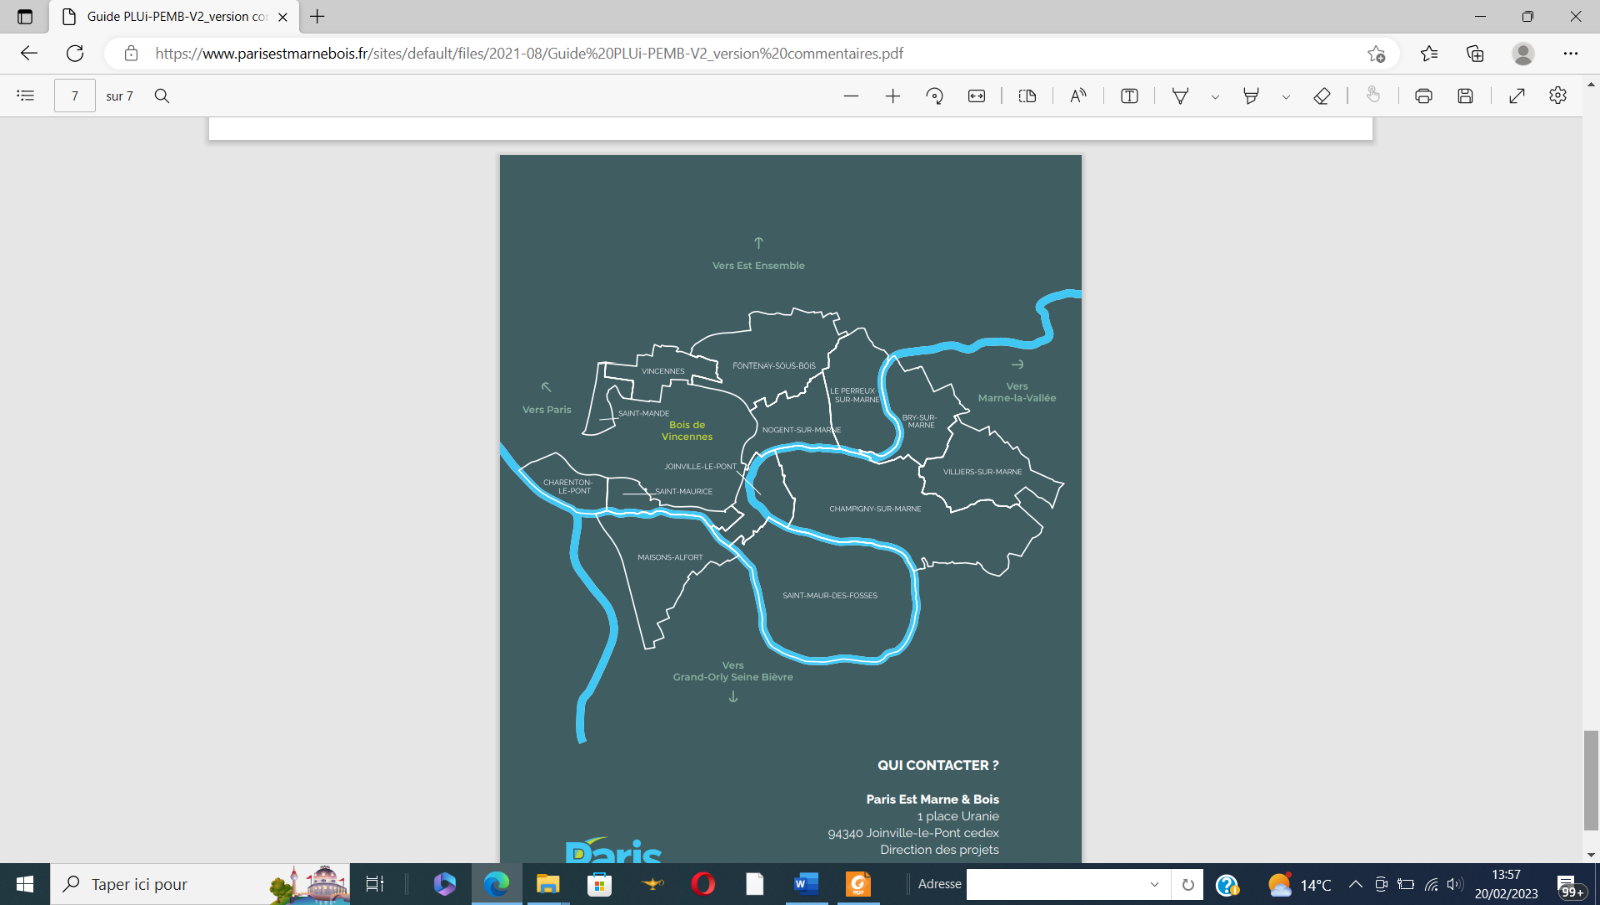 Guide PLUi-PEMB-V2_version co
https://www.parisestmarnebois.fr/sites/default/files/2021-08/Guide%20PLUi-PEMB-V2_version%20commentaires.pdf
7 sur 7
Vers Est Ensemble
VINCENNES
FONTENAY-SOUS-BOIS
Vers
Marne-la-Vallée
LE PERREUX-
SUR-MARNE
Vers Paris
SAINT-MANDE
Bois de
Vincennes
BRY-SUR-
MARNE
NOGENT-SUR-MARNE
JOINVILLE-LE-PONT
VILLIERS-SUR-MARNE
CHARENTON-
LE-PONT
SAINT-MAURICE
CHAMPIGNY-SUR-MARNE
MAISONS-ALFORT
SAINT-MAUR-DES-FOSSES
Vers
Grand-Orly Seine Bièvre
QUI CONTACTER ?
Paris Est Marne & Bois
1 place Uranie
94340 Joinville-le-Pont cedex
Direction des projets
Paris
Taper ici pour
Adresse
14°C
13:57
20/02/2023
99+